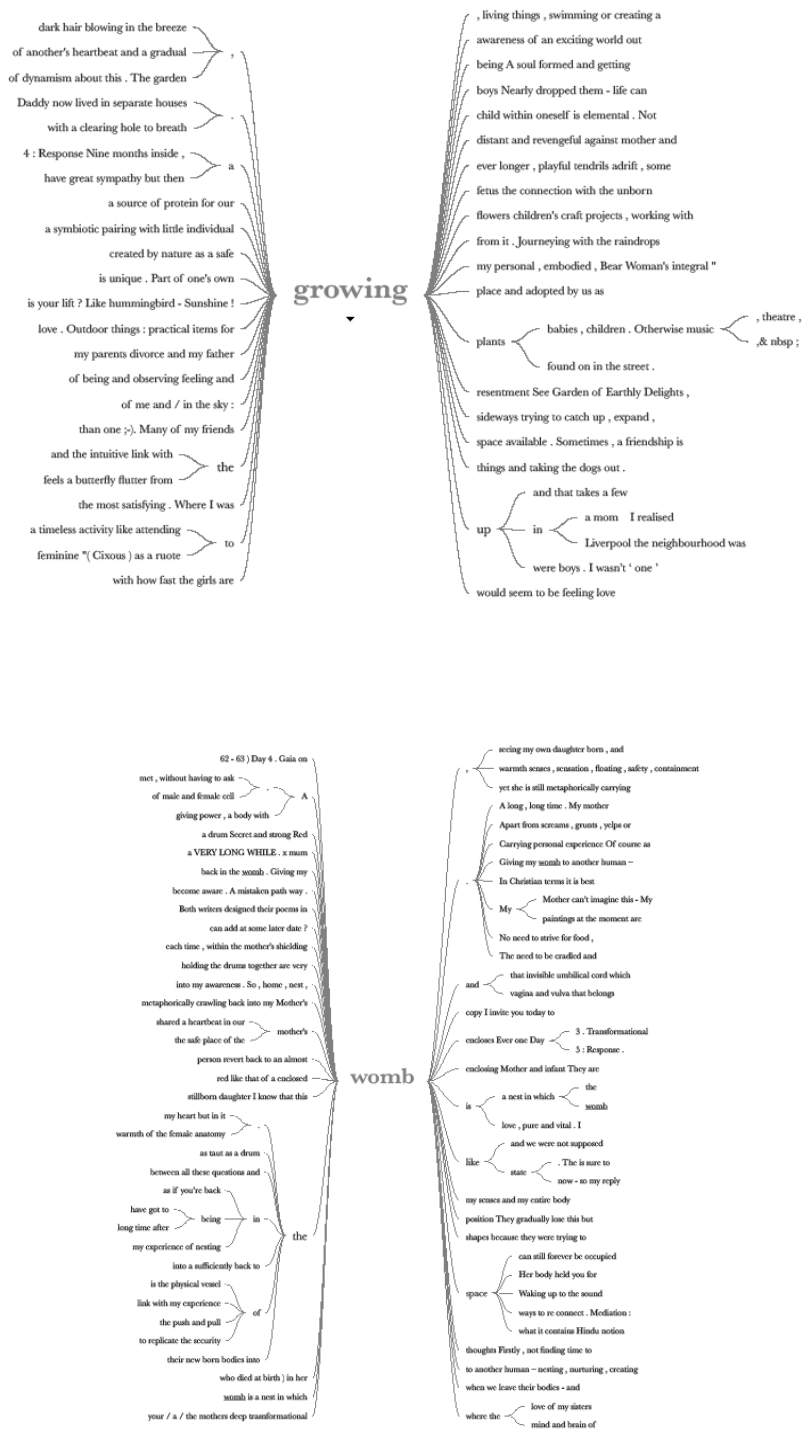 dark hair blowing in the breeze
of another's heartbeat and a gradual
of dynamism about this . The garden
,
Daddy now lived in separate houses
with a clearing hole to breath
.
4 : Response Nine months inside ,
have great sympathy but then
a
a source of protein for our
a symbiotic pairing with little individual
created by nature as a safe
is unique . Part of one's own
is your lift ? Like hummingbird - Sunshine !
love . Outdoor things : practical items for
my parents divorce and my father
of being and observing feeling and
of me and / in the sky :
than one ;-). Many of my friends
and the intuitive link with
feels a butterfly flutter from
the
the most satisfying . Where I was
a timeless activity like attending
feminine "( Cixous ) as a ruote
to
with how fast the girls are
growing
, living things , swimming or creating a
awareness of an exciting world out
being A soul formed and getting
boys Nearly dropped them - life can
child within oneself is elemental . Not
distant and revengeful against mother and
ever longer , playful tendrils adrift , some
fetus the connection with the unborn
flowers children's craft projects , working with
from it . Journeying with the raindrops
my personal , embodied , Bear Woman's integral "
place and adopted by us as
plants
babies , children . Otherwise music
, theatre ,
,& nbsp ;
found on in the street .
resentment See Garden of Earthly Delights ,
sideways trying to catch up , expand ,
space available . Sometimes , a friendship is
things and taking the dogs out .
up
and that takes a few
in
a mom I realised
Liverpool the neighbourhood was
were boys . I wasn't ' one '
would seem to be feeling love
62 - 63 ) Day 4 . Gaia on
met , without having to ask
of male and female cell
.
giving power , a body with
A
a drum Secret and strong Red
a VERY LONG WHILE . x mum
back in the womb . Giving my
become aware . A mistaken path way .
Both writers designed their poems in
can add at some later date ?
each time , within the mother's shielding
holding the drums together are very
into my awareness . So , home , nest ,
metaphorically crawling back into my Mother's
shared a heartbeat in our
the safe place of the
mother's
person revert back to an almost
red like that of a enclosed
stillborn daughter I know that this
my heart but in it
warmth of the female anatomy
.
as taut as a drum
between all these questions and
as if you're back
have got to
long time after
being
my experience of nesting
in
into a sufficiently back to
is the physical vessel
link with my experience
the push and pull
to replicate the security
of
their new born bodies into
the
who died at birth ) in her
womb is a nest in which
your / a / the mothers deep transformational
womb
,
seeing my own daughter born , and
warmth senses , sensation , floating , safety , containment
yet she is still metaphorically carrying
.
A long , long time . My mother
Apart from screams , grunts , yelps or
Carrying personal experience Of course as
Giving my womb to another human –
In Christian terms it is best
My
Mother can't imagine this - My
paintings at the moment are
No need to strive for food ,
The need to be cradled and
and
that invisible umbilical cord which
vagina and vulva that belongs
copy I invite you today to
encloses Ever one Day
3 . Transformational
5 : Response .
enclosing Mother and infant They are
is
a nest in which
the
womb
love , pure and vital . I
like
and we were not supposed
state
. The is sure to
now - so my reply
my senses and my entire body
position They gradually lose this but
shapes because they were trying to
space
can still forever be occupied
Her body held you for
Waking up to the sound
ways to re connect . Mediation :
what it contains Hindu notion
thoughts Firstly , not finding time to
to another human – nesting , nurturing , creating
when we leave their bodies - and
where the
love of my sisters
mind and brain of